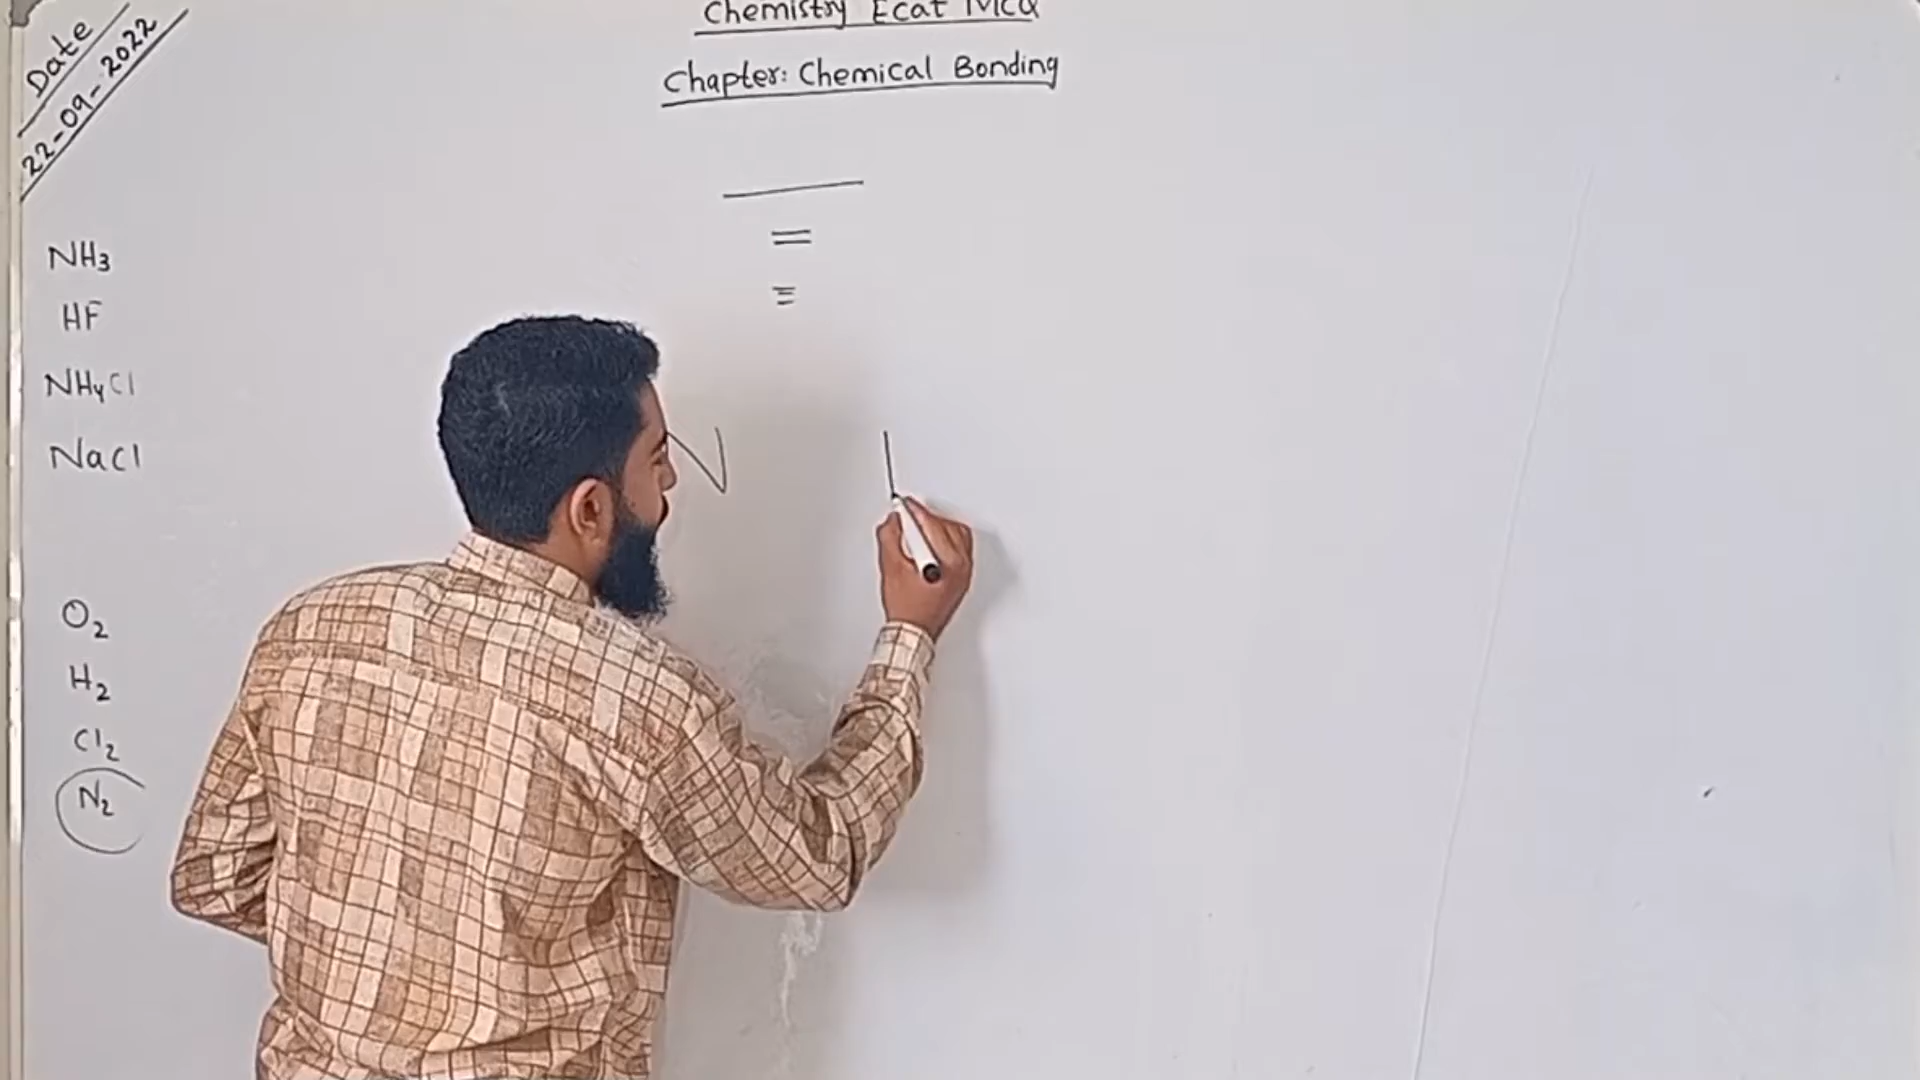 Date
22-09-2022
Chemistry Ecat MCQ
Chapter: Chemical Bonding
=
≡
NH3
HF
NH4Cl
NaCl
N
O2
H2
Cl2
N2